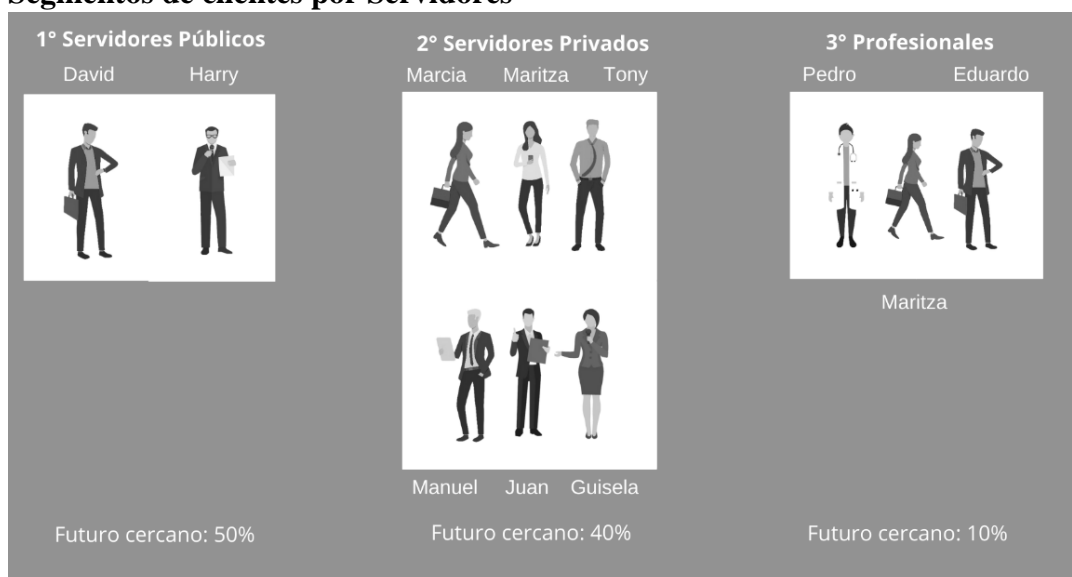 Segmentos de clientes por Servidores
1° Servidores Públicos
David Harry
Futuro cercano: 50%
2° Servidores Privados
Marcia Maritza Tony
Manuel Juan Guisela
Futuro cercano: 40%
3° Profesionales
Pedro Eduardo
Maritza
Futuro cercano: 10%